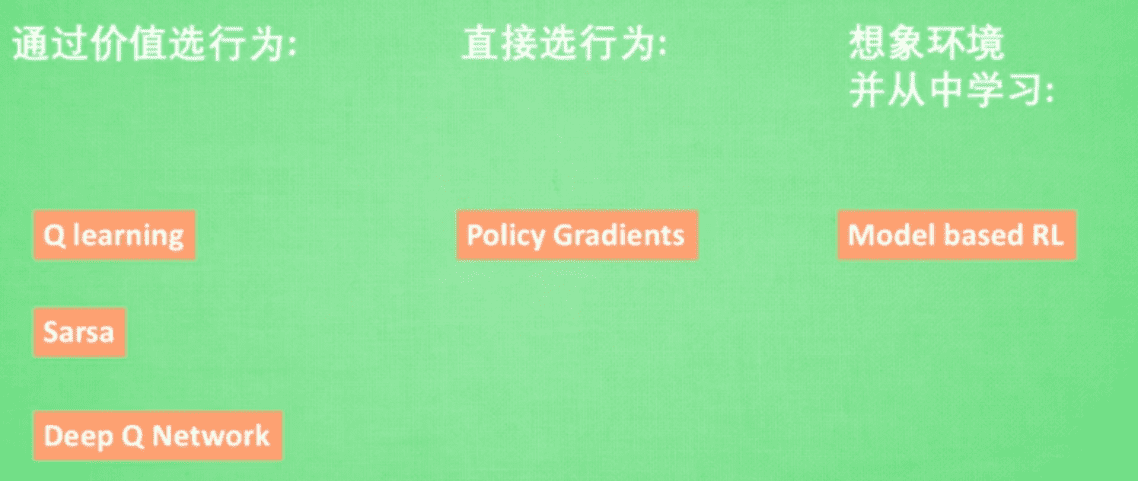 通过价值选行为:
直接选行为:
想象环境
并从中学习:
Q learning
Policy Gradients
Model based RL
Sarsa
Deep Q Network